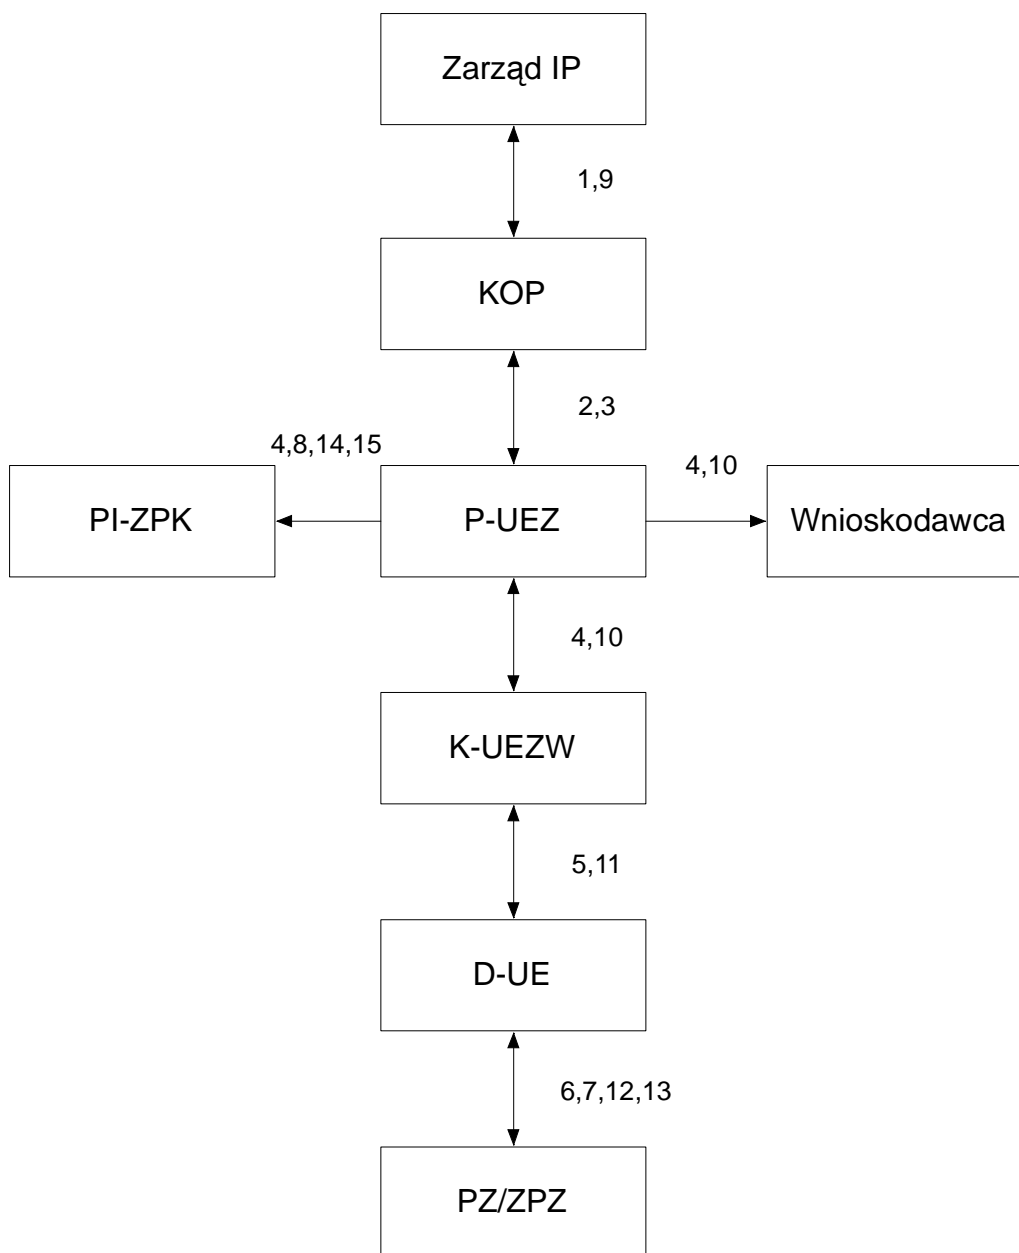 Zarząd IP
1,9
KOP
2,3
4,8,14,15
4,10
PI-ZPK
P-UEZ
Wnioskodawca
4,10
K-UEZW
5,11
D-UE
6,7,12,13
PZ/ZPZ